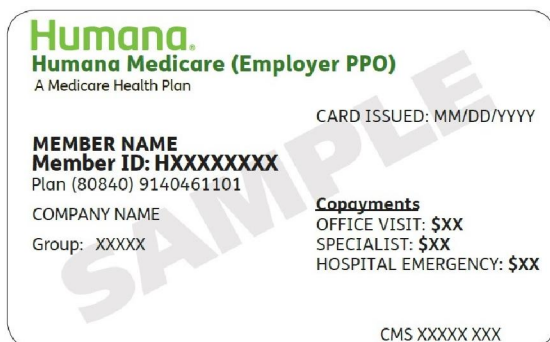 Humana.
Humana Medicare (Employer PPO)
A Medicare Health Plan
CARD ISSUED: MM/DD/YYYY
MEMBER NAME
Member ID: HXXXXXXXX
Plan (80840) 9140461101
COMPANY NAME
Group: XXXXX
Copayments
OFFICE VISIT: $XX
SPECIALIST: $XX
HOSPITAL EMERGENCY: $XX
CMS XXXXX XXX
SAMPLE